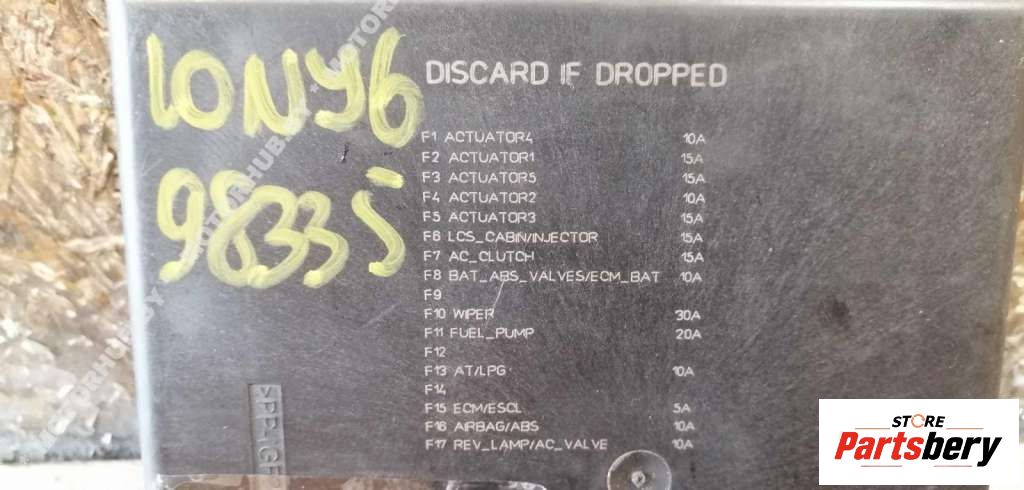 10NY6
9833J
DISCARD IF DROPPED
F1 ACTUATOR4 10A
F2 ACTUATOR1 15A
F3 ACTUATOR5 15A
F4 ACTUATOR2 10A
F5 ACTUATOR3 15A
F6 LCS_CABIN/INJECTOR 15A
F7 AC_CLUTCH 15A
F8 BAT_ABS_VALVES/ECM_BAT 10A
F9
F10 WIPER 30A
F11 FUEL_PUMP 20A
F12
F13 AT/LPG 10A
F14
F15 ECM/ESCL 5A
F16 AIRBAG/ABS 10A
F17 REV_LAMP/AC_VALVE 10A
MOTORHUBBY
STORE
Partsbery